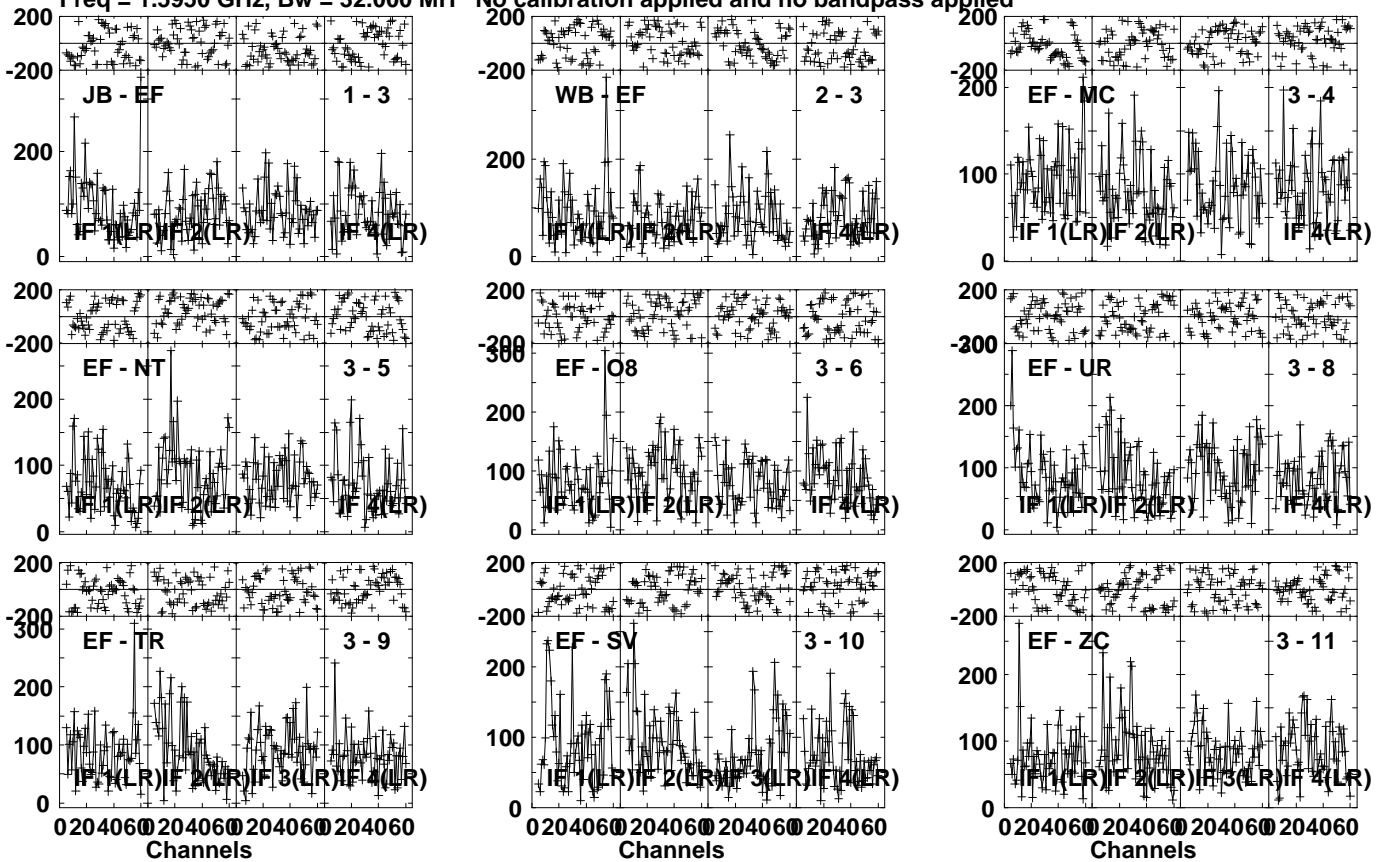 Freq = 1.5950 GHz, Bw = 32.000 MH No calibration applied and no bandpass applied
200
-200
JB - EF 1 - 3
200
0
IF 1(LR) IF 2(LR) IF 4(LR)
200
-200
WB - EF 2 - 3
200
0
IF 1(LR) IF 2(LR) IF 4(LR)
200
-200
200
EF - MC 3 - 4
100
0
IF 1(LR) IF 2(LR) IF 4(LR)
200
-200
EF - NT 3 - 5
200
100
0
IF 1(LR) IF 2(LR) IF 4(LR)
200
-200
300
EF - O8 3 - 6
200
100
0
IF 1(LR) IF 2(LR) IF 4(LR)
200
-200
300
EF - UR 3 - 8
200
100
0
IF 1(LR) IF 2(LR) IF 4(LR)
200
-200
300
EF - TR 3 - 9
200
100
0
IF 1(LR) IF 2(LR) IF 3(LR) IF 4(LR)
0 20 40 60 0 20 40 60 0 20 40 60 0 20 40 60
Channels
200
-200
EF - SV 3 - 10
200
100
0
IF 1(LR) IF 2(LR) IF 3(LR) IF 4(LR)
0 20 40 60 0 20 40 60 0 20 40 60 0 20 40 60
Channels
200
-200
EF - ZC 3 - 11
200
100
0
IF 1(LR) IF 2(LR) IF 3(LR) IF 4(LR)
0 20 40 60 0 20 40 60 0 20 40 60 0 20 40 60
Channels